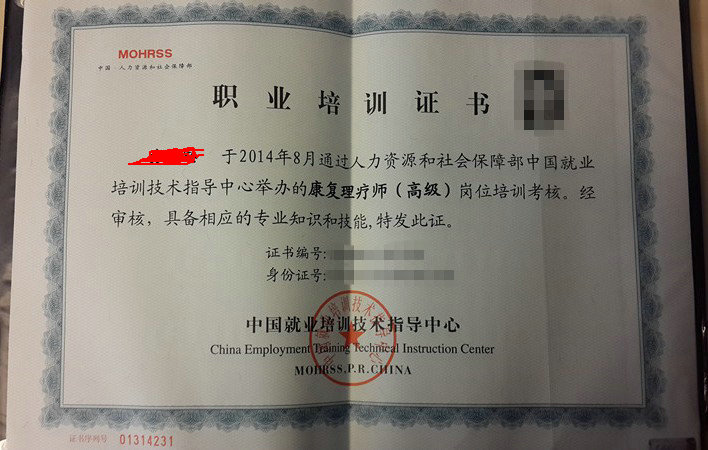 MOHRSS
中国·人力资源和社会保障部
职业培训证书
于2014年8月通过人力资源和社会保障部中国就业
培训技术指导中心举办的康复理疗师（高级）岗位培训考核。经
审核，具备相应的专业知识和技能,特发此证。
证书编号:
身份证号:
中国就业培训技术指导中心
China Employment Training Technical Instruction Center
MOHRSS.P.R.CHINA
证书序列号 01314231